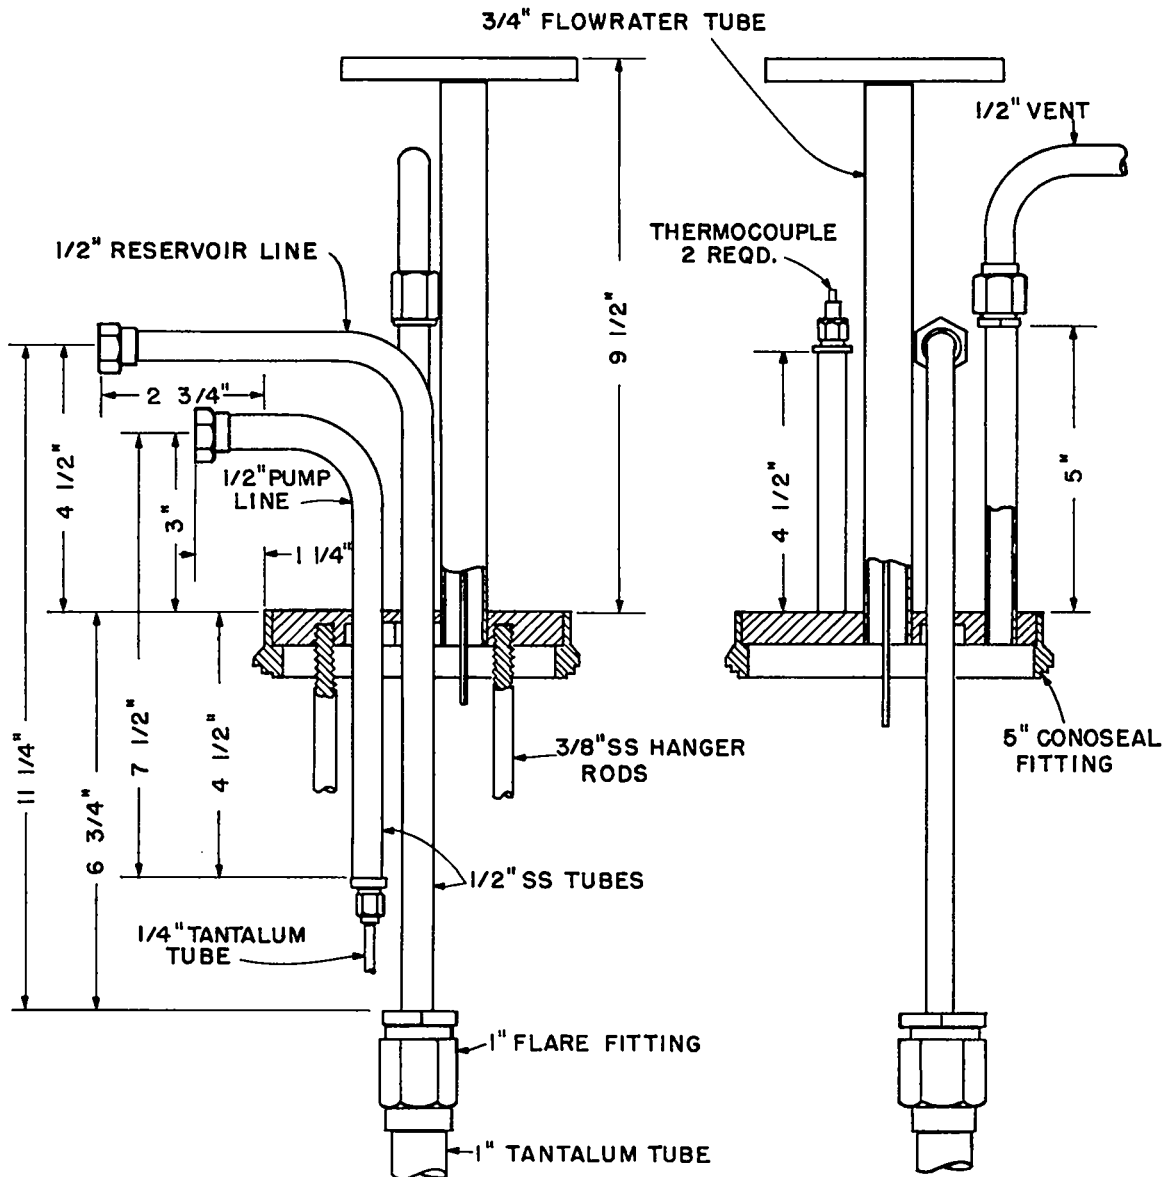 3/4" FLOWRATER TUBE
1/2" VENT
1/2" RESERVOIR LINE
THERMOCOUPLE
2 REQD.
9 1/2"
2 3/4"
4 1/2"
3"
1/2" PUMP
LINE
1 1/4"
4 1/2"
5"
11 1/4"
7 1/2"
4 1/2"
6 3/4"
3/8" SS HANGER
RODS
5" CONOSEAL
FITTING
1/2" SS TUBES
1/4" TANTALUM
TUBE
1" FLARE FITTING
1" TANTALUM TUBE